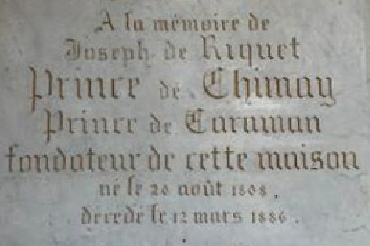 A la mémoire de
Joseph de Riquet
Prince de Chimay
Prince de Caraman
fondateur de cette maison
né le 20 août 1808.
décédé le 12 mars 1886.